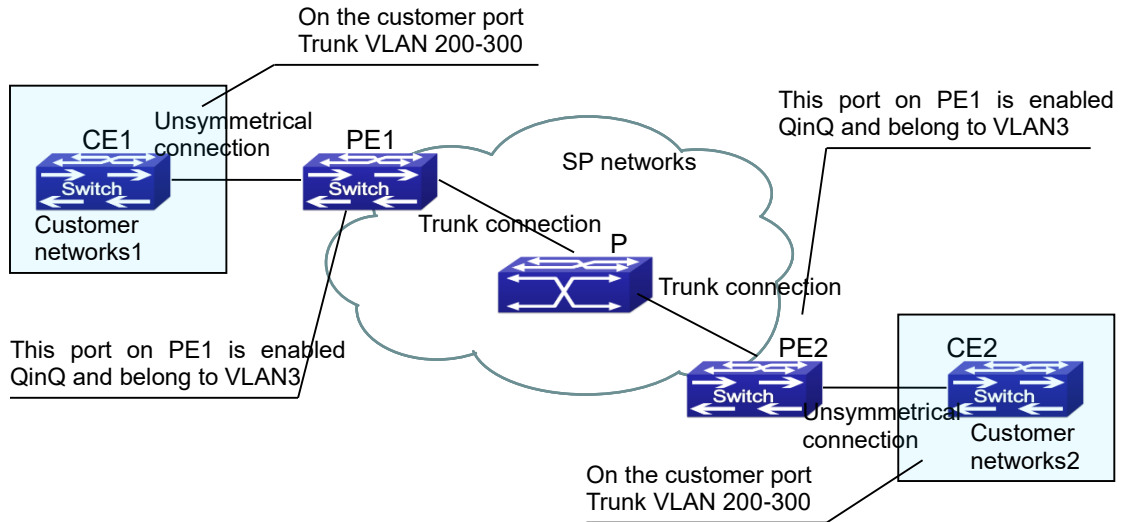 On the customer port
Trunk VLAN 200-300
This port on PE1 is enabled
QinQ and belong to VLAN3
Unsymmetrical
connection
CE1
PE1
SP networks
Switch
Switch
Customer
networks1
Trunk connection
P
Trunk connection
This port on PE1 is enabled
QinQ and belong to VLAN3
PE2
CE2
Switch
Switch
Unsymmetrical
connection
Customer
networks2
On the customer port
Trunk VLAN 200-300